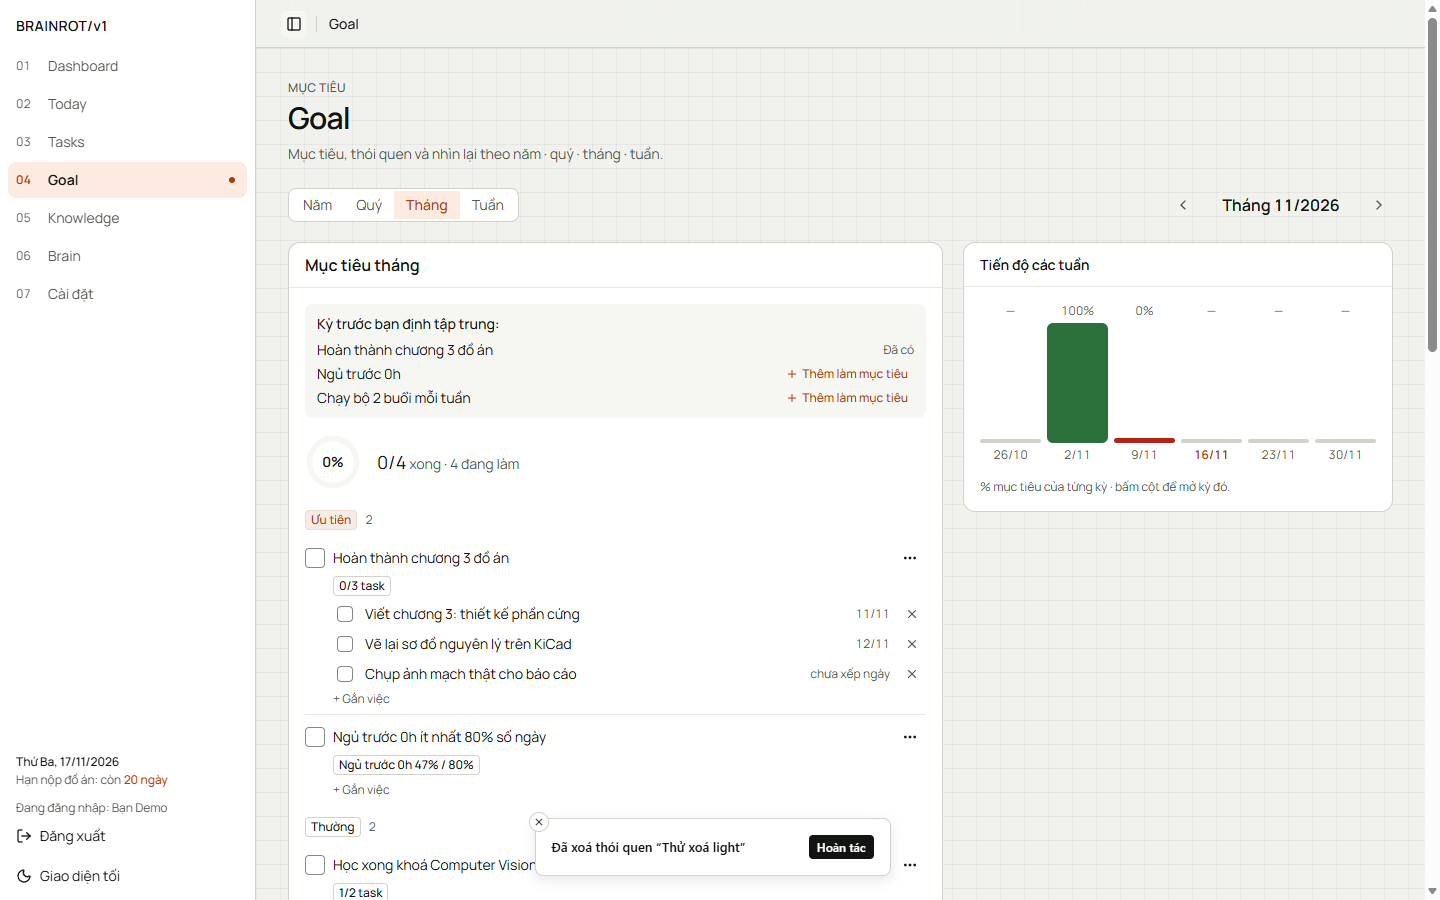 BRAINROT/v1
01 Dashboard
02 Today
03 Tasks
04 Goal
05 Knowledge
06 Brain
07 Cài đặt
Thứ Ba, 17/11/2026
Hạn nộp đồ án: còn 20 ngày
Đang đăng nhập: Bạn Demo
Đăng xuất
Giao diện tối
Goal
MỤC TIÊU
Goal
Mục tiêu, thói quen và nhìn lại theo năm · quý · tháng · tuần.
Năm Quý Tháng Tuần
Tháng 11/2026
Mục tiêu tháng
Kỳ trước bạn định tập trung:
Hoàn thành chương 3 đồ án Đã có
Ngủ trước 0h + Thêm làm mục tiêu
Chạy bộ 2 buổi mỗi tuần + Thêm làm mục tiêu
0% 0/4 xong · 4 đang làm
Ưu tiên 2
Hoàn thành chương 3 đồ án
0/3 task
Viết chương 3: thiết kế phần cứng 11/11
Vẽ lại sơ đồ nguyên lý trên KiCad 12/11
Chụp ảnh mạch thật cho báo cáo chưa xếp ngày
+ Gắn việc
Ngủ trước 0h ít nhất 80% số ngày
Ngủ trước 0h 47% / 80%
+ Gắn việc
Thường 2
Học xong khoá Computer Vision
1/2 task
Tiến độ các tuần
– 100% 0% – – –
26/10 2/11 9/11 16/11 23/11 30/11
% mục tiêu của từng kỳ · bấm cột để mở kỳ đó.
Đã xoá thói quen “Thử xoá light” Hoàn tác